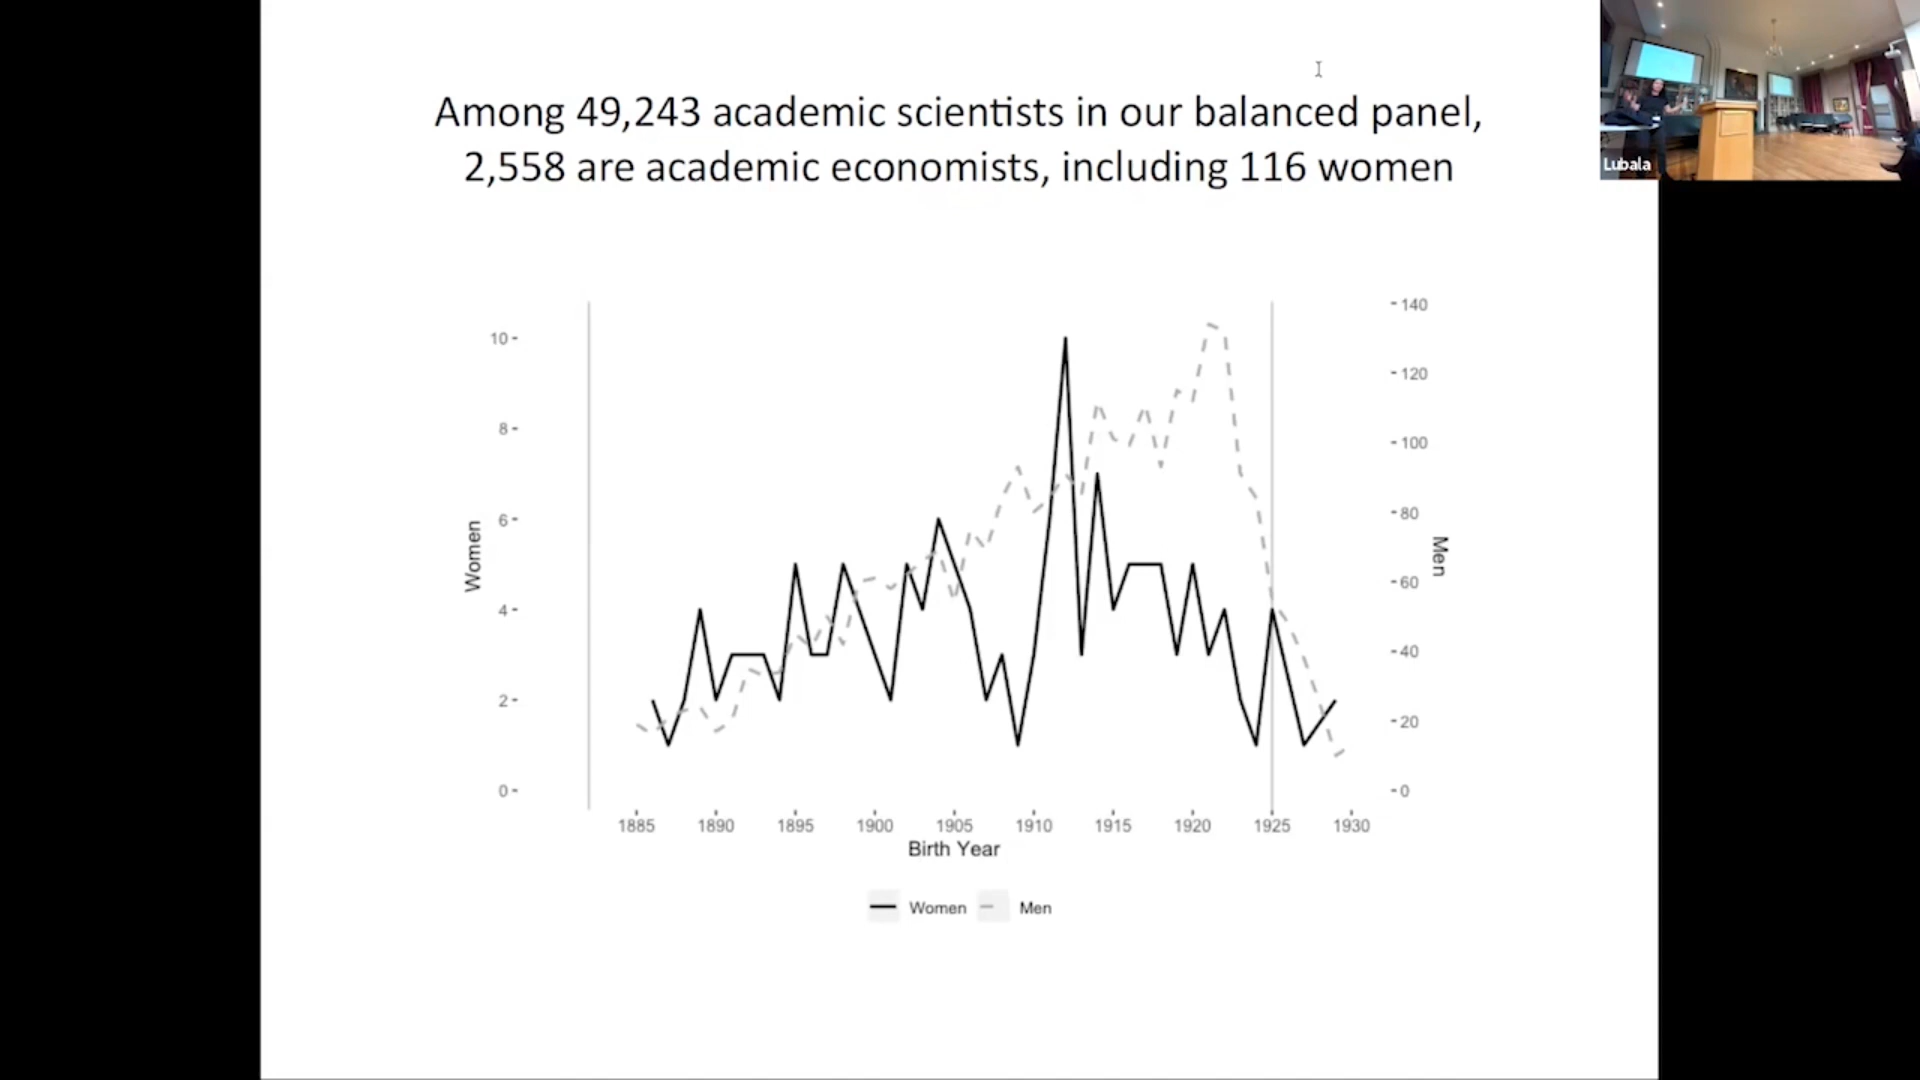 Among 49,243 academic scientists in our balanced panel,
2,558 are academic economists, including 116 women
Lubala
10
8
6
4
2
0
Women
140
120
100
80
60
40
20
0
Men
1885 1890 1895 1900 1905 1910 1915 1920 1925 1930
Birth Year
Women Men